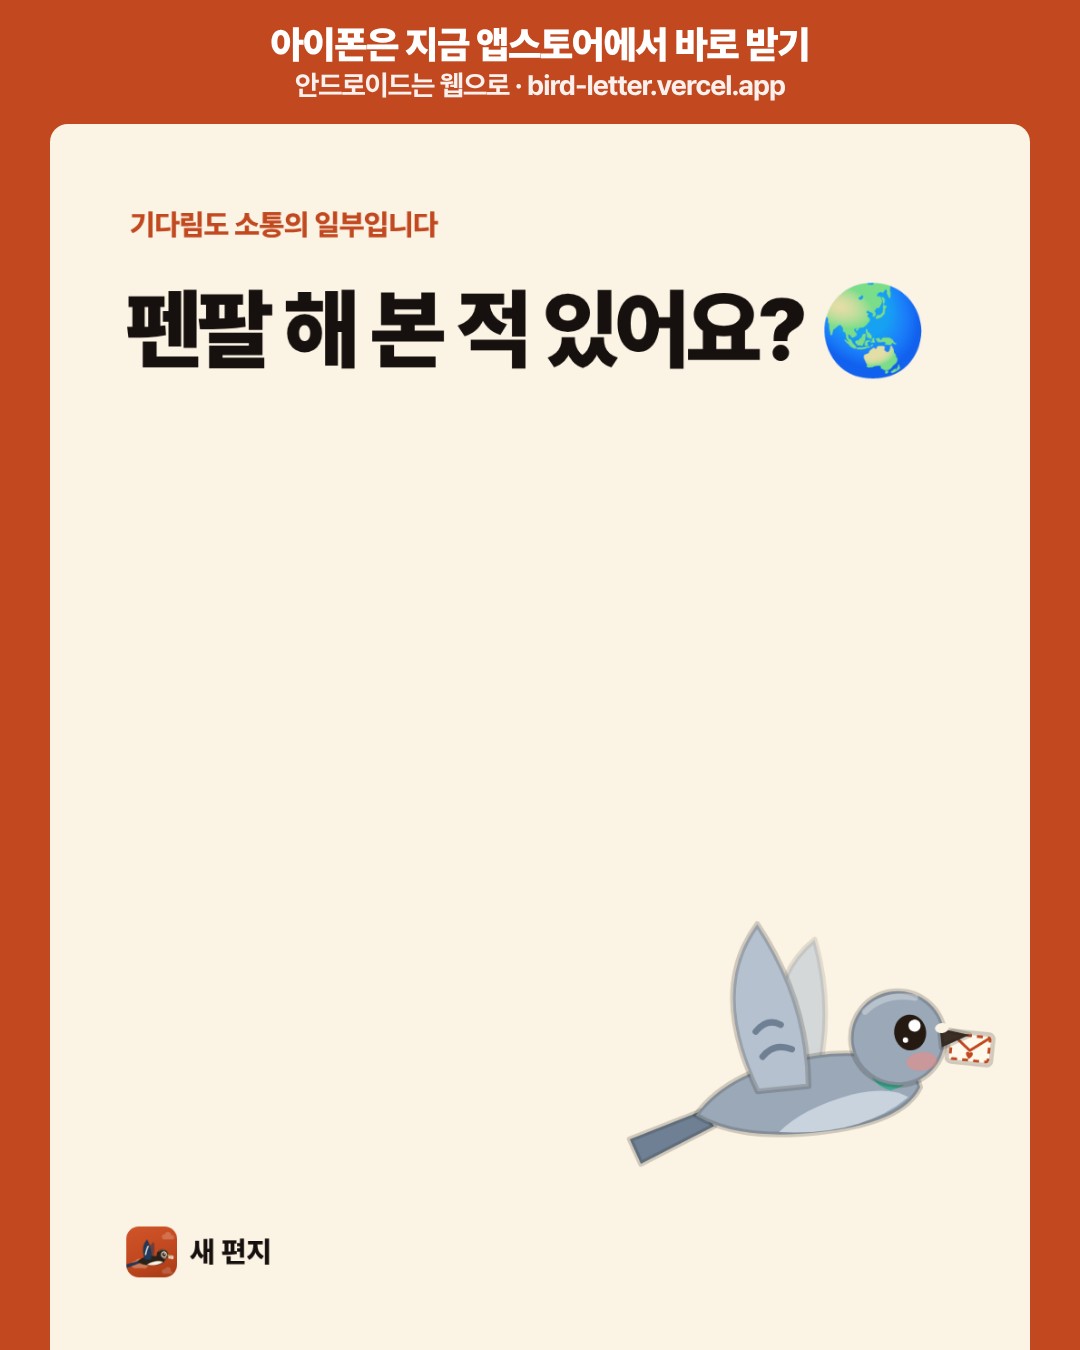 아이폰은 지금 앱스토어에서 바로 받기
안드로이드는 웹으로 · bird-letter.vercel.app
기다림도 소통의 일부입니다
펜팔 해 본 적 있어요? 🌏
새 편지